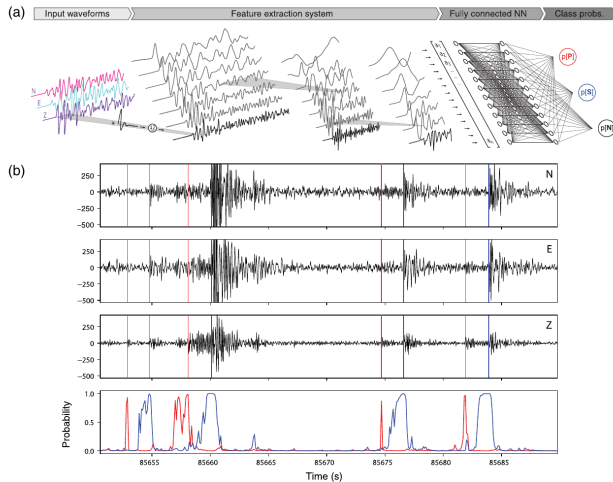 (a)
Input waveforms
Feature extraction system
Fully connected NN
Class probs.
N
E
Z
p[P]
p[S]
p[N]
(b)
250
0
−250
−500
N
250
0
−250
−500
E
250
0
−250
−500
Z
Probability
1.0
0.5
0.0
85655
85660
85665
85670
85675
85680
85685
Time (s)